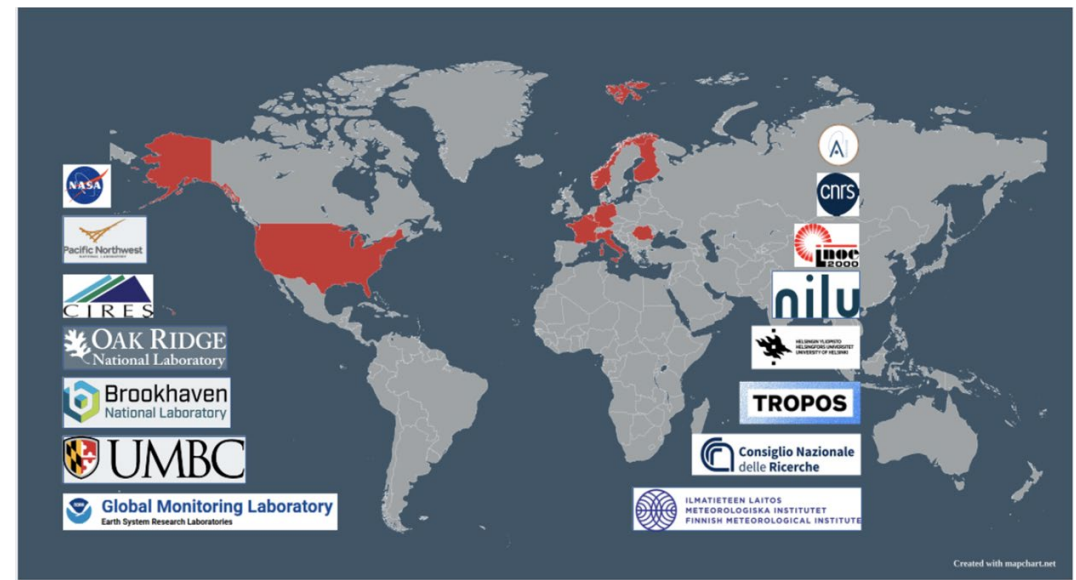 NASA
Pacific Northwest
NATIONAL LABORATORY
CIRES
OAK RIDGE
National Laboratory
Brookhaven
National Laboratory
UMBC
Global Monitoring Laboratory
Earth System Research Laboratories
A
cnrs
inoe
2000
nilu
HELSINGIN YLIOPISTO
HELSINGFORS UNIVERSITET
UNIVERSITY OF HELSINKI
TROPOS
Consiglio Nazionale
delle Ricerche
ILMATIETEEN LAITOS
METEOROLOGISKA INSTITUTET
FINNISH METEOROLOGICAL INSTITUTE
Created with mapchart.net